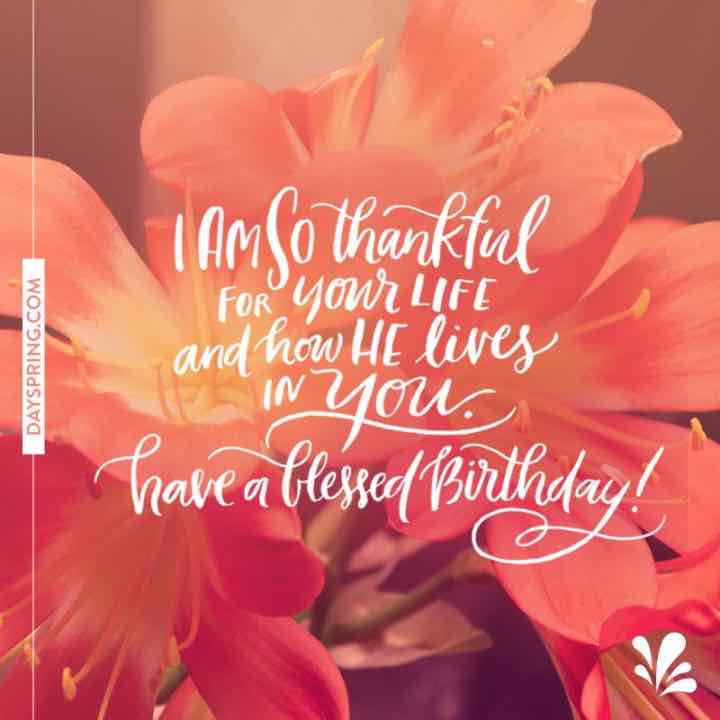 I AM SO thankful
FOR your LIFE
and how HE lives
IN you.
have a blessed Birthday!
DAYSPRING.COM